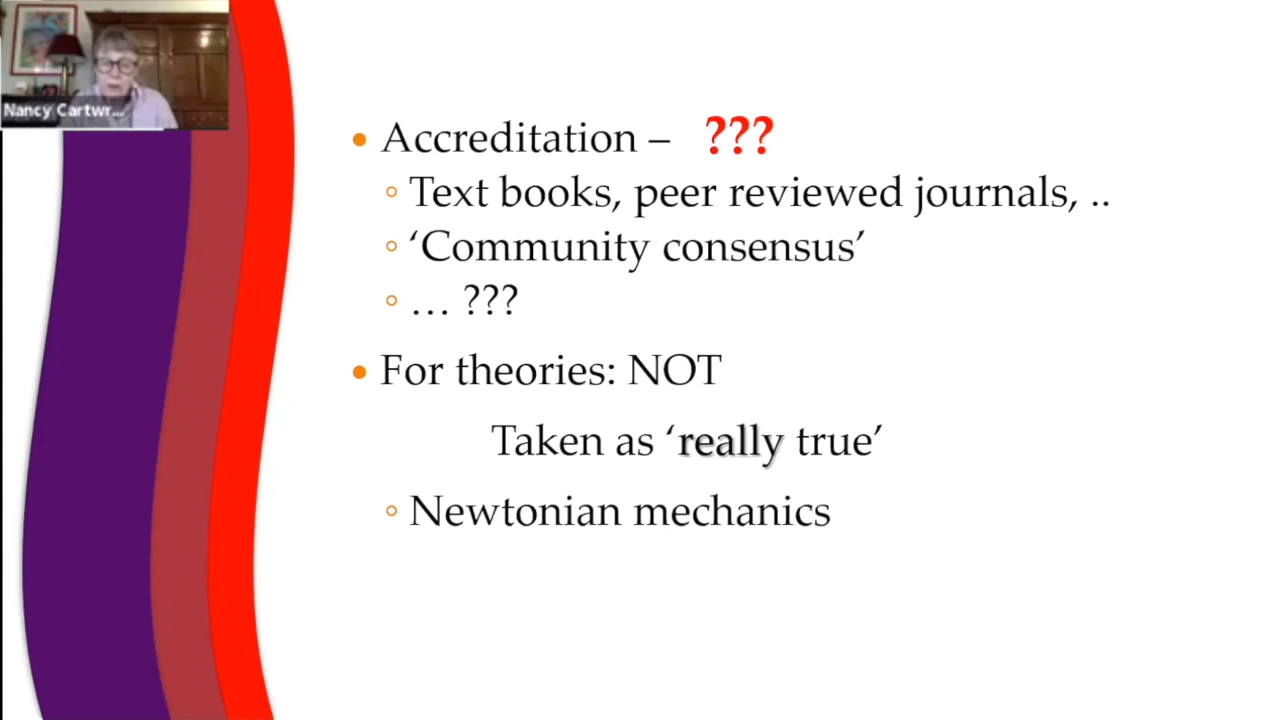 Nancy Cartwr...
• Accreditation – ???
◦ Text books, peer reviewed journals, ..
◦ ‘Community consensus’
◦ … ???
• For theories: NOT
Taken as ‘really true’
◦ Newtonian mechanics